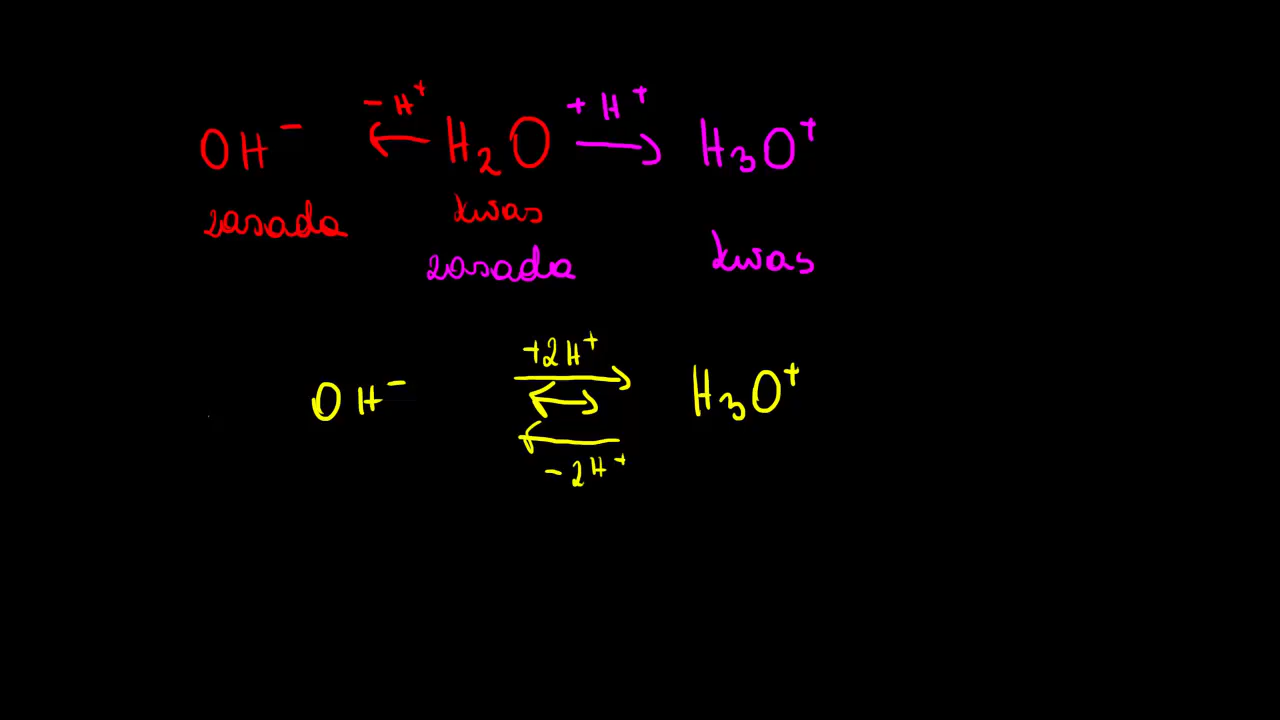 OH⁻ ← -H⁺ H₂O +H⁺ → H₃O⁺
zasada kwas
zasada kwas
+2H⁺
OH⁻ ↔ H₃O⁺
-2H⁺